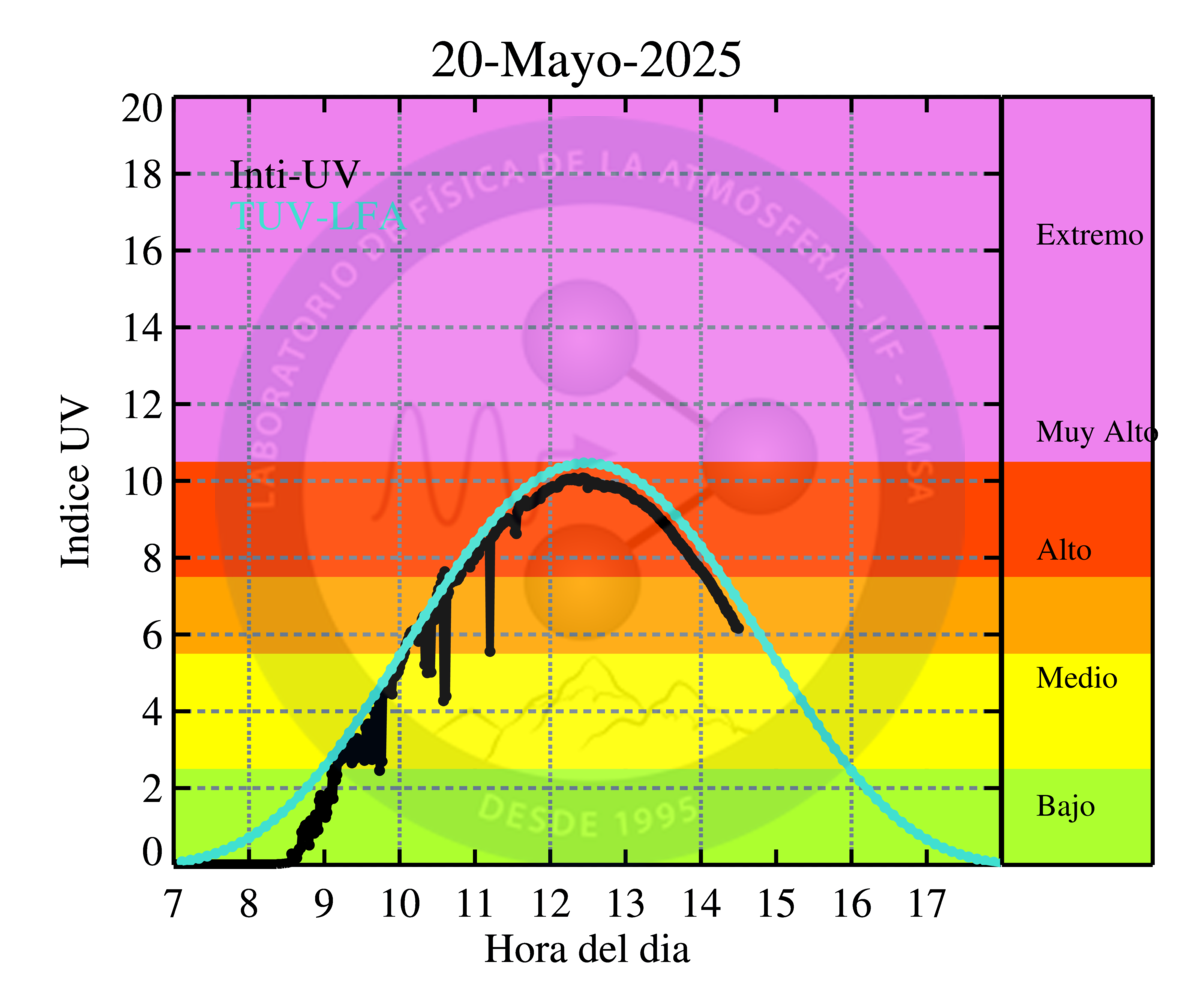 20-Mayo-2025
Inti-UV
TUV-LFA
LABORATORIO DE FÍSICA DE LA ATMÓSFERA - IIF - UMSA
DESDE 1995
Indice UV
20
18
16
14
12
10
8
6
4
2
0
Extremo
Muy Alto
Alto
Medio
Bajo
7 8 9 10 11 12 13 14 15 16 17
Hora del dia